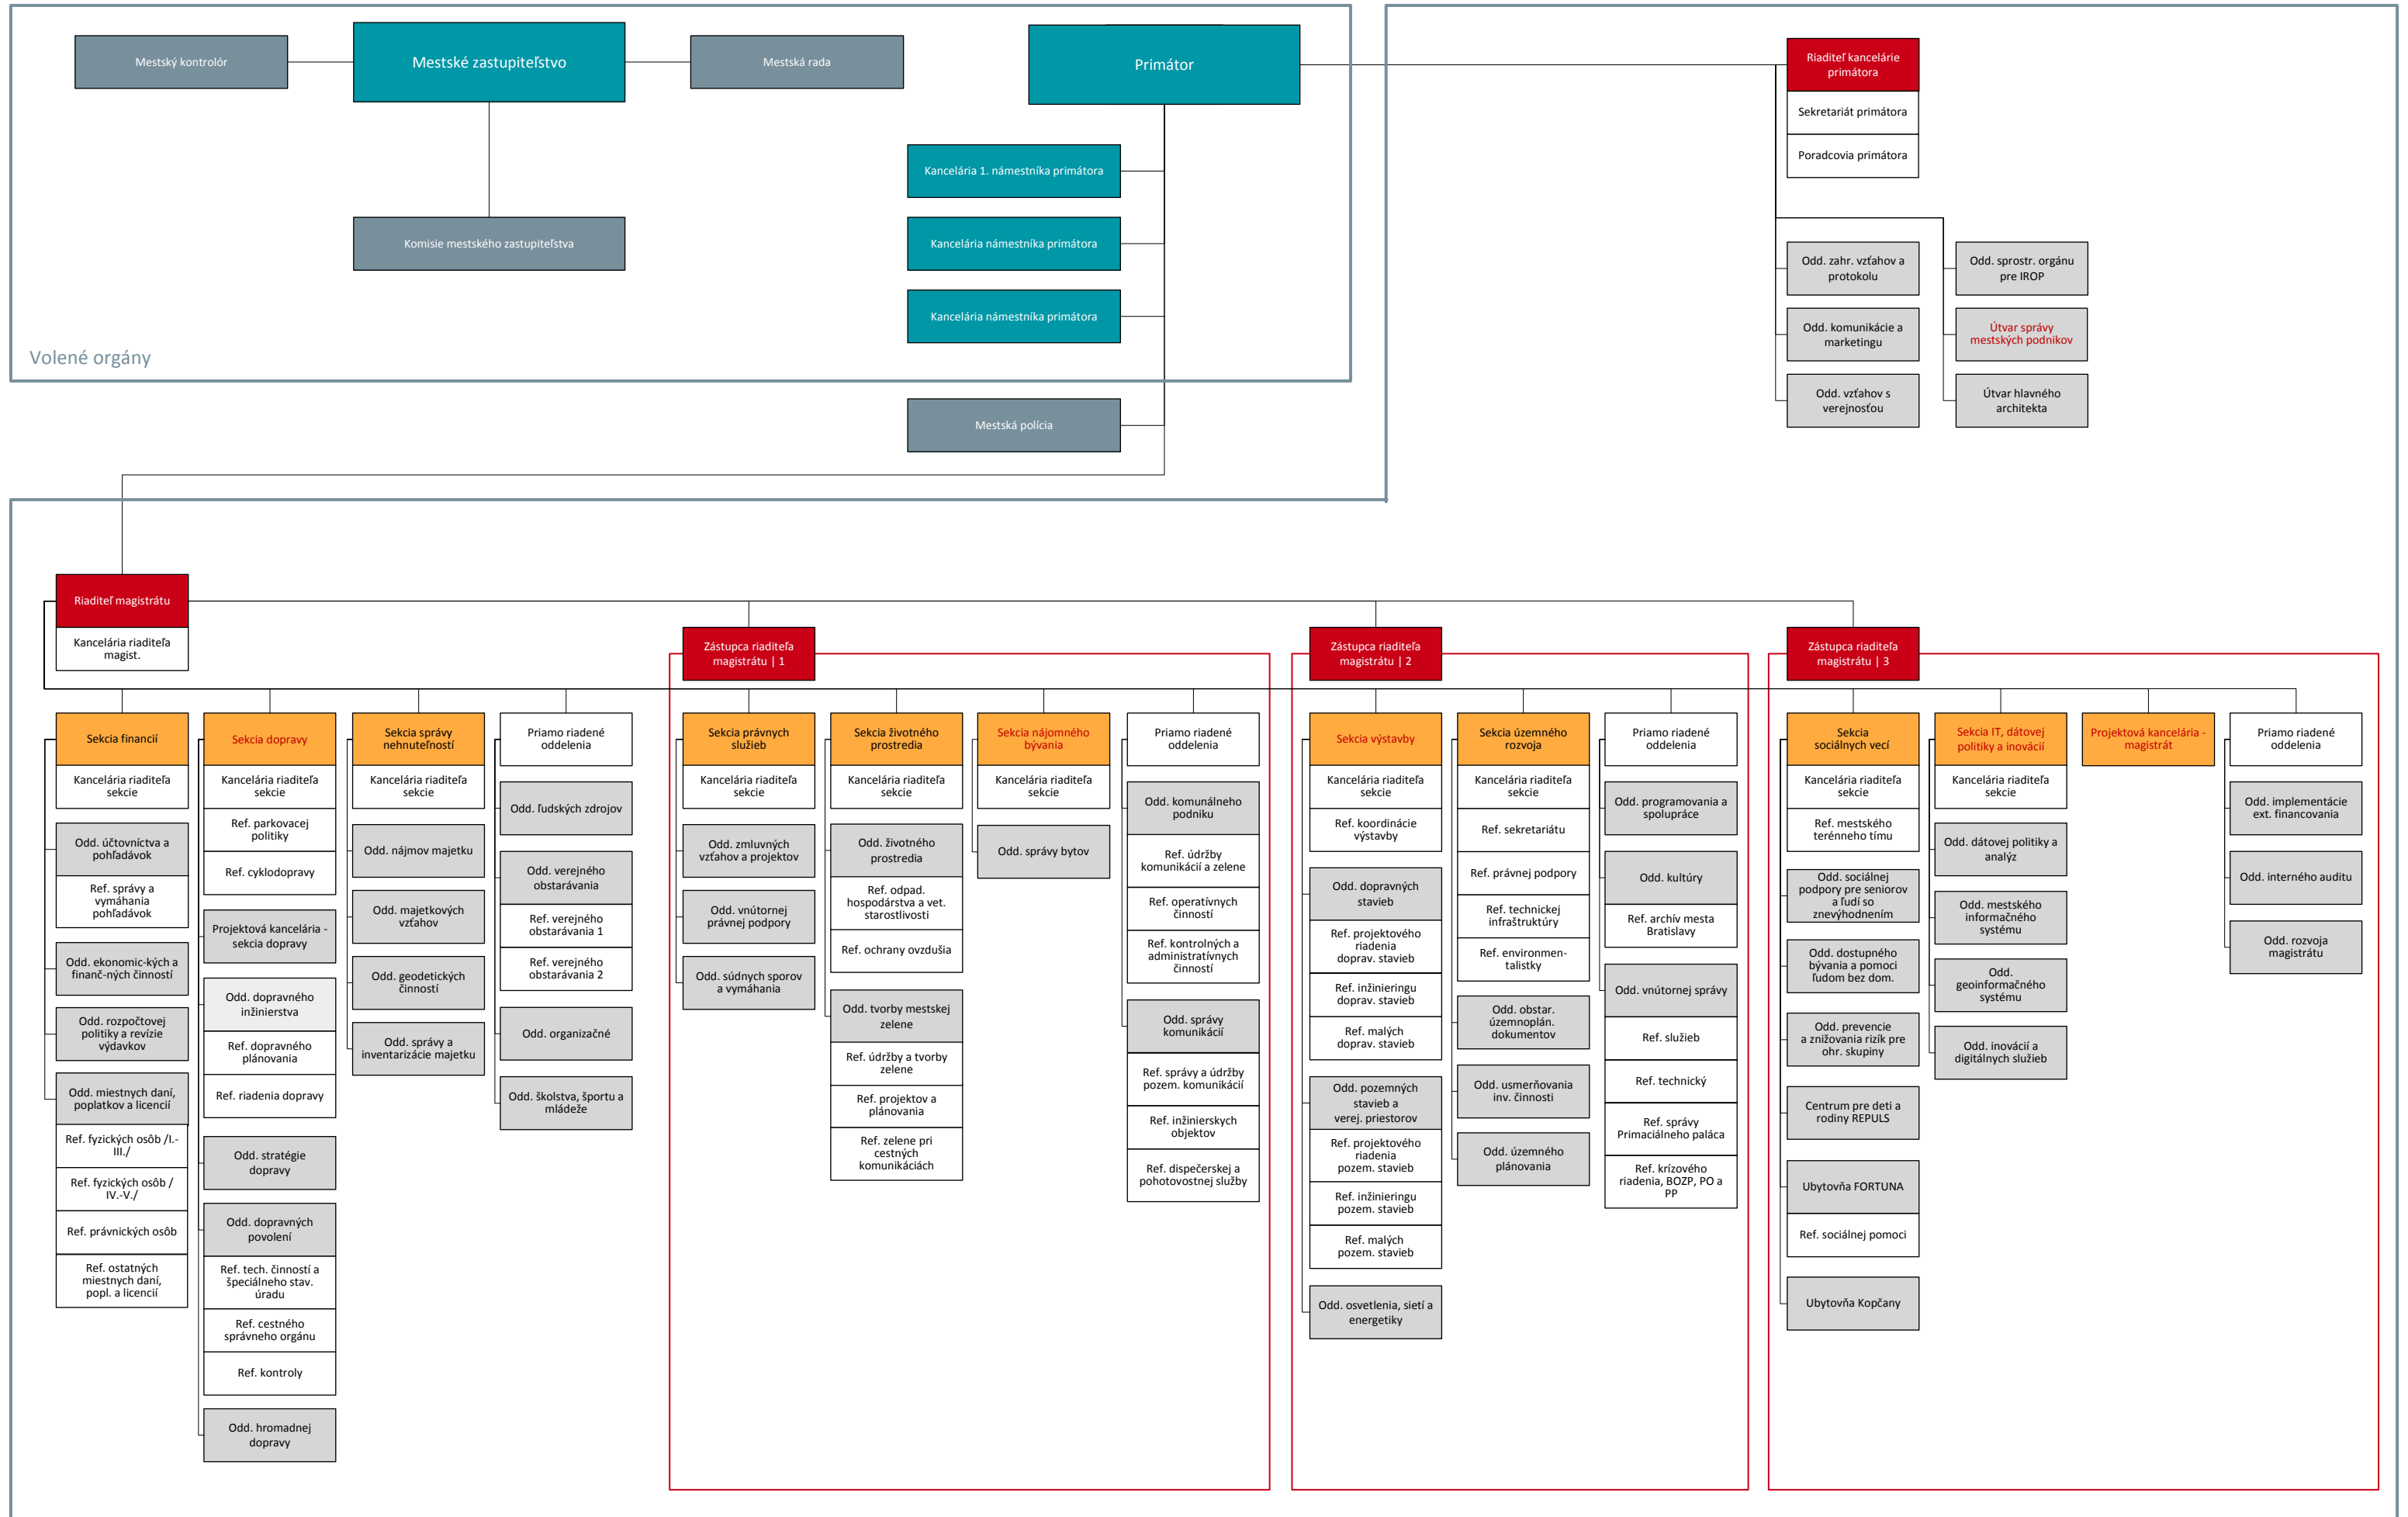 Mestský kontrolór
Mestské zastupiteľstvo
Mestská rada
Primátor
Riaditeľ kancelárie
primátora
Sekretariát primátora
Poradcovia primátora
Kancelária 1. námestníka primátora
Komisie mestského zastupiteľstva
Kancelária námestníka primátora
Kancelária námestníka primátora
Volené orgány
Mestská polícia
Odd. zahr. vzťahov a
protokolu
Odd. komunikácie a
marketingu
Odd. vzťahov s
verejnosťou
Odd. sprostr. orgánu
pre IROP
Útvar správy
mestských podnikov
Útvar hlavného
architekta
Riaditeľ magistrátu
Kancelária riaditeľa
magist.
Zástupca riaditeľa
magistrátu | 1
Zástupca riaditeľa
magistrátu | 2
Zástupca riaditeľa
magistrátu | 3
Sekcia financií
Kancelária riaditeľa
sekcie
Odd. účtovníctva a
pohľadávok
Ref. správy a
vymáhania
pohľadávok
Odd. ekonomic-kých a
finanč-ných činností
Odd. rozpočtovej
politiky a revízie
výdavkov
Odd. miestnych daní,
poplatkov a licencií
Ref. fyzických osôb /I.-
III./
Ref. fyzických osôb /
IV.-V./
Ref. právnických osôb
Ref. ostatných
miestnych daní,
popl. a licencií
Sekcia dopravy
Kancelária riaditeľa
sekcie
Ref. parkovacej
politiky
Ref. cyklodopravy
Projektová kancelária -
sekcia dopravy
Odd. dopravného
inžinierstva
Ref. dopravného
plánovania
Ref. riadenia dopravy
Odd. stratégie
dopravy
Odd. dopravných
povolení
Ref. tech. činností a
špeciálneho stav.
úradu
Ref. cestného
správneho orgánu
Ref. kontroly
Odd. hromadnej
dopravy
Sekcia správy
nehnuteľností
Kancelária riaditeľa
sekcie
Odd. nájmov majetku
Odd. majetkových
vzťahov
Odd. geodetických
činností
Odd. správy a
inventarizácie majetku
Priamo riadené
oddelenia
Odd. ľudských zdrojov
Odd. verejného
obstarávania
Ref. verejného
obstarávania 1
Ref. verejného
obstarávania 2
Odd. organizačné
Odd. školstva, športu a
mládeže
Sekcia právnych
služieb
Kancelária riaditeľa
sekcie
Odd. zmluvných
vzťahov a projektov
Odd. vnútornej
právnej podpory
Odd. súdnych sporov
a vymáhania
Sekcia životného
prostredia
Kancelária riaditeľa
sekcie
Odd. životného
prostredia
Ref. odpad.
hospodárstva a vet.
starostlivosti
Ref. ochrany ovzdušia
Odd. tvorby mestskej
zelene
Ref. údržby a tvorby
zelene
Ref. projektov a
plánovania
Ref. zelene pri
cestných
komunikáciách
Sekcia nájomného
bývania
Kancelária riaditeľa
sekcie
Odd. správy bytov
Priamo riadené
oddelenia
Odd. komunálneho
podniku
Ref. údržby
komunikácií a zelene
Ref. operatívnych
činností
Ref. kontrolných a
administratívnych
činností
Odd. správy
komunikácií
Ref. správy a údržby
pozem. komunikácií
Ref. inžinierskych
objektov
Ref. dispečerskej a
pohotovostnej služby
Sekcia výstavby
Kancelária riaditeľa
sekcie
Ref. koordinácie
výstavby
Odd. dopravných
stavieb
Ref. projektového
riadenia
doprav. stavieb
Ref. inžinieringu
doprav. stavieb
Ref. malých
doprav. stavieb
Odd. pozemných
stavieb a
verej. priestorov
Ref. projektového
riadenia
pozem. stavieb
Ref. inžinieringu
pozem. stavieb
Ref. malých
pozem. stavieb
Odd. osvetlenia, sietí a
energetiky
Sekcia územného
rozvoja
Kancelária riaditeľa
sekcie
Ref. sekretariátu
Ref. právnej podpory
Ref. technickej
infraštruktúry
Ref. environmen-
talistky
Odd. obstar.
územnoplán.
dokumentov
Odd. usmerňovania
inv. činnosti
Odd. územného
plánovania
Priamo riadené
oddelenia
Odd. programovania a
spolupráce
Odd. kultúry
Ref. archív mesta
Bratislavy
Odd. vnútornej správy
Ref. služieb
Ref. technický
Ref. správy
Primaciálneho paláca
Ref. krízového
riadenia, BOZP, PO a
PP
Sekcia
sociálnych vecí
Kancelária riaditeľa
sekcie
Ref. mestského
terénneho tímu
Odd. sociálnej
podpory pre seniorov
a ľudí so
znevýhodnením
Odd. dostupného
bývania a pomoci
ľudom bez dom.
Odd. prevencie
a znižovania rizík pre
ohr. skupiny
Centrum pre deti a
rodiny REPULS
Ubytovňa FORTUNA
Ref. sociálnej pomoci
Ubytovňa Kopčany
Sekcia IT, dátovej
politiky a inovácií
Kancelária riaditeľa
sekcie
Odd. dátovej politiky a
analýz
Odd. mestského
informačného
systému
Odd.
geoinformačného
systému
Odd. inovácií a
digitálnych služieb
Projektová kancelária -
magistrát
Priamo riadené
oddelenia
Odd. implementácie
ext. financovania
Odd. interného auditu
Odd. rozvoja
magistrátu